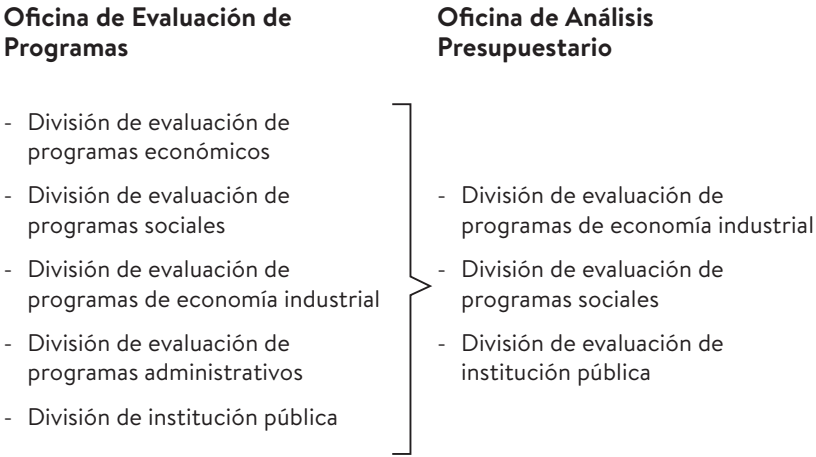 Oficina de Evaluación de
Programas
- División de evaluación de
programas económicos
- División de evaluación de
programas sociales
- División de evaluación de
programas de economía industrial
- División de evaluación de
programas administrativos
- División de institución pública
Oficina de Análisis
Presupuestario
- División de evaluación de
programas de economía industrial
- División de evaluación de
programas sociales
- División de evaluación de
institución pública